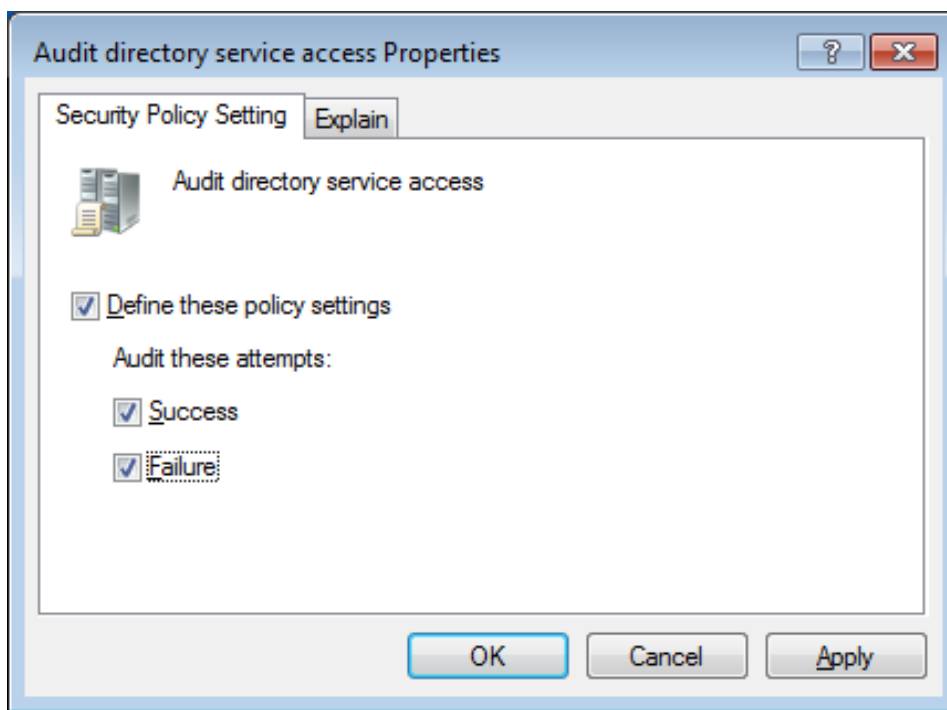 Audit directory service access Properties
Security Policy Setting
Explain
Audit directory service access
Define these policy settings
Audit these attempts:
Success
Failure
OK
Cancel
Apply